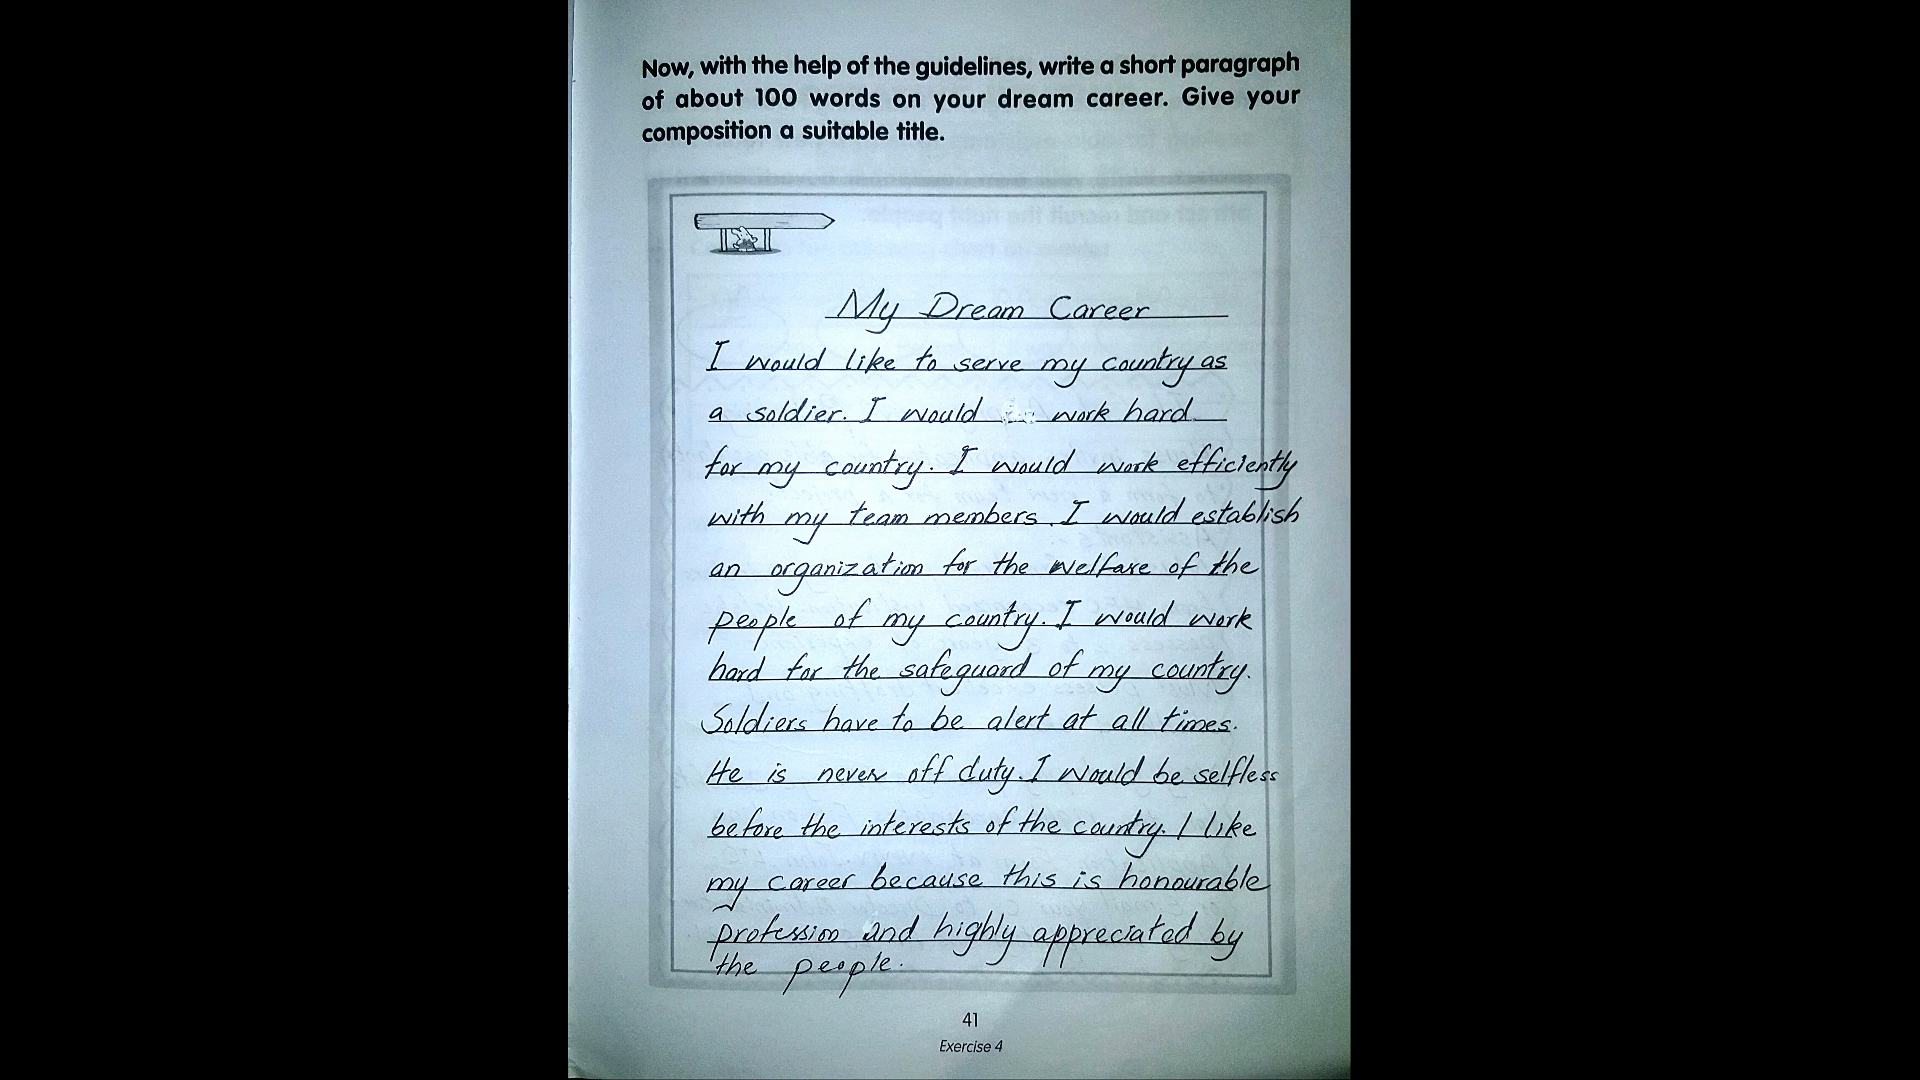 Now, with the help of the guidelines, write a short paragraph
of about 100 words on your dream career. Give your
composition a suitable title.
My Dream Career
I would like to serve my country as
a soldier. I would work hard
for my country. I would work efficiently
with my team members. I would establish
an organization for the welfare of the
people of my country. I would work
hard for the safeguard of my country.
Soldiers have to be alert at all times.
He is never off duty. I would be selfless
before the interests of the country. I like
my career because this is honourable
profession and highly appreciated by
the people.
41
Exercise 4